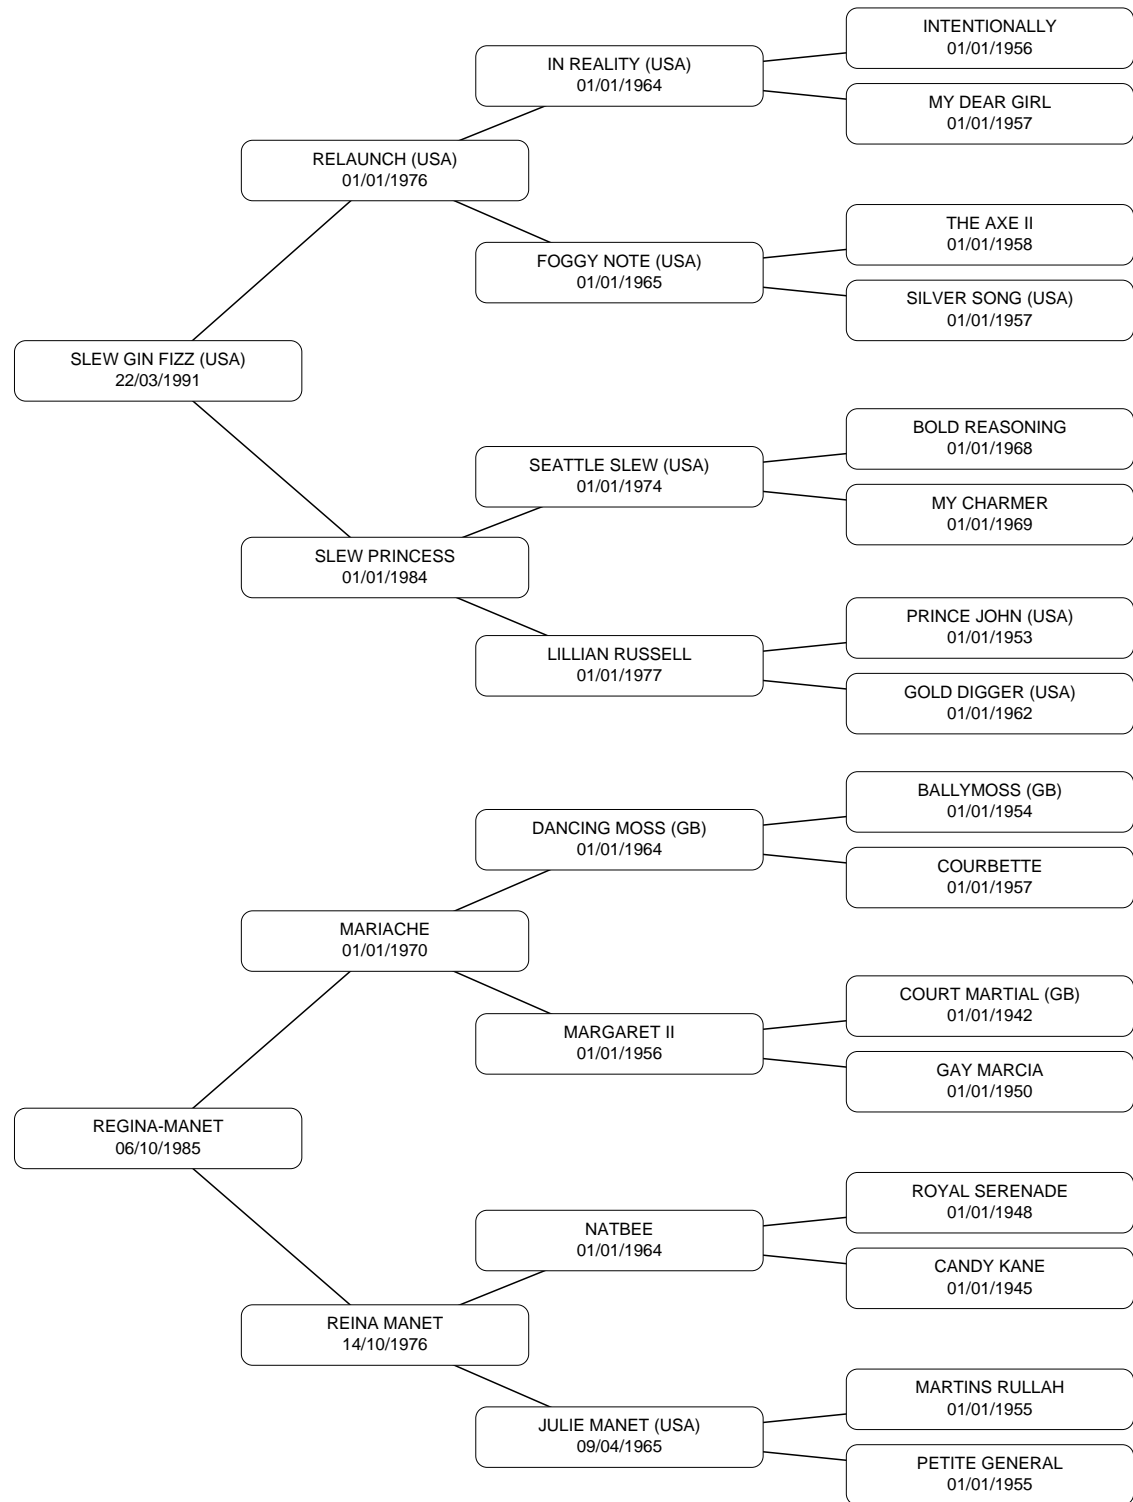 INTENTIONALLY
01/01/1956
IN REALITY (USA)
01/01/1964
MY DEAR GIRL
01/01/1957
RELAUNCH (USA)
01/01/1976
THE AXE II
01/01/1958
FOGGY NOTE (USA)
01/01/1965
SILVER SONG (USA)
01/01/1957
SLEW GIN FIZZ (USA)
22/03/1991
BOLD REASONING
01/01/1968
SEATTLE SLEW (USA)
01/01/1974
MY CHARMER
01/01/1969
SLEW PRINCESS
01/01/1984
PRINCE JOHN (USA)
01/01/1953
LILLIAN RUSSELL
01/01/1977
GOLD DIGGER (USA)
01/01/1962
BALLYMOSS (GB)
01/01/1954
DANCING MOSS (GB)
01/01/1964
COURBETTE
01/01/1957
MARIACHE
01/01/1970
COURT MARTIAL (GB)
01/01/1942
MARGARET II
01/01/1956
GAY MARCIA
01/01/1950
REGINA-MANET
06/10/1985
ROYAL SERENADE
01/01/1948
NATBEE
01/01/1964
CANDY KANE
01/01/1945
REINA MANET
14/10/1976
MARTINS RULLAH
01/01/1955
JULIE MANET (USA)
09/04/1965
PETITE GENERAL
01/01/1955